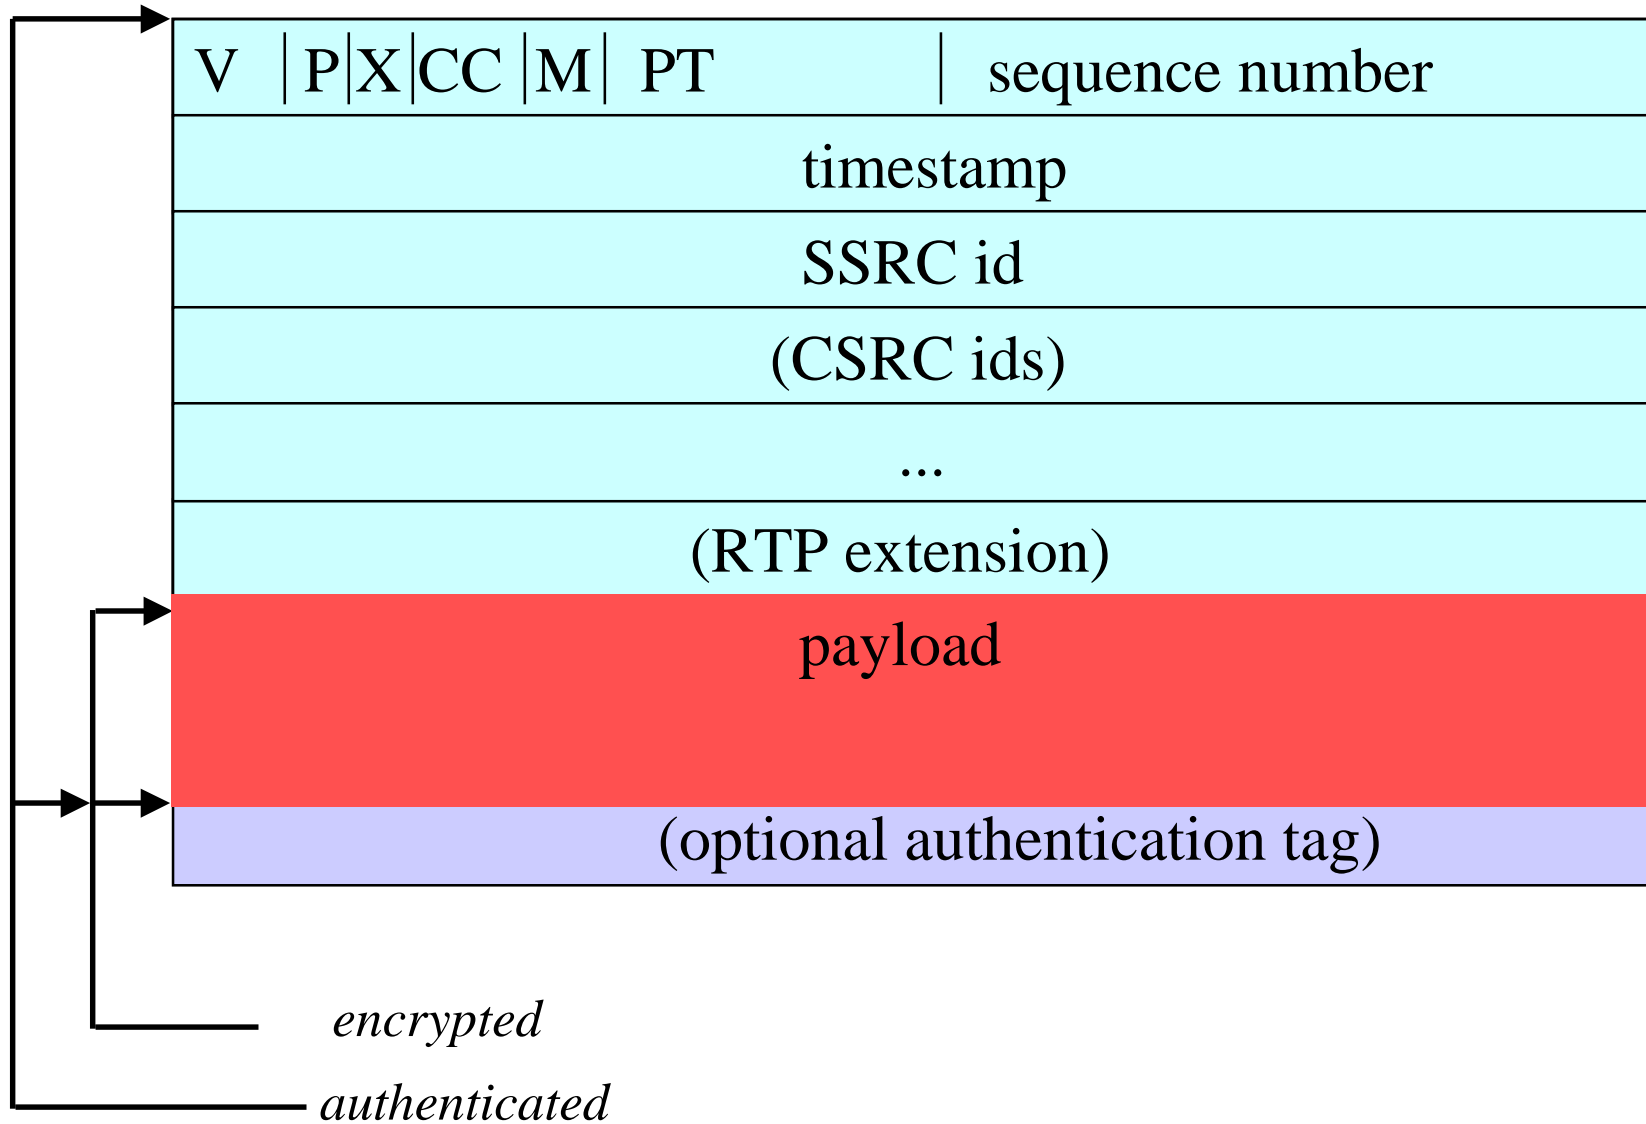 V P X CC M PT sequence number
timestamp
SSRC id
(CSRC ids)
...
(RTP extension)
payload
(optional authentication tag)
encrypted
authenticated